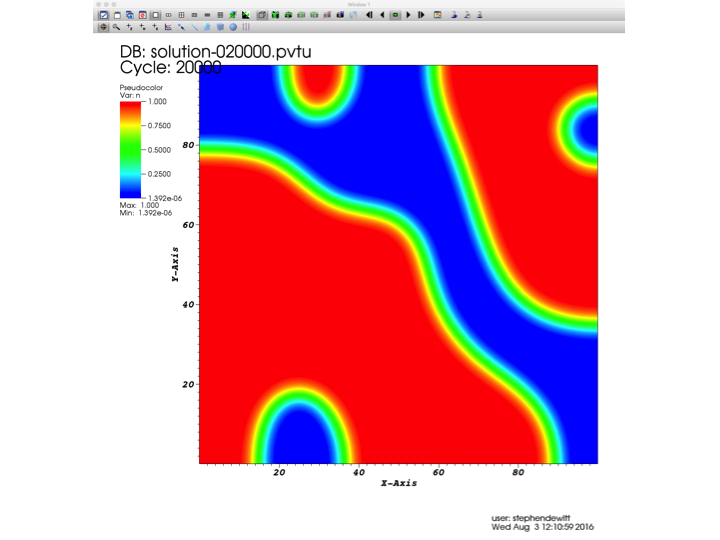 Window 1
DB: solution-020000.pvtu
Cycle: 20000
Pseudocolor
Var: n
1.000
0.7500
0.5000
0.2500
1.392e-06
Max: 1.000
Min: 1.392e-06
80
60
40
20
Y-Axis
20 40 60 80
X-Axis
user: stephendewitt
Wed Aug 3 12:10:59 2016